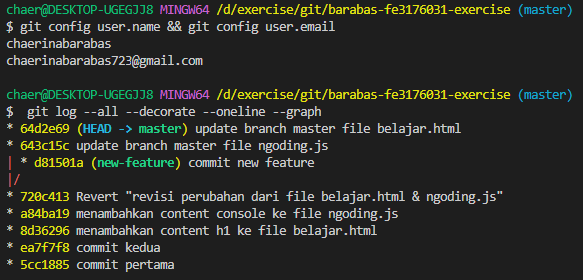 chaer@DESKTOP-UGEGJJ8 MINGW64 /d/exercise/git/barabas-fe3176031-exercise (master)
$ git config user.name && git config user.email
chaerinabarabas
chaerinabarabas723@gmail.com

chaer@DESKTOP-UGEGJJ8 MINGW64 /d/exercise/git/barabas-fe3176031-exercise (master)
$  git log --all --decorate --oneline --graph
* 64d2e69 (HEAD -> master) update branch master file belajar.html
* 643c15c update branch master file ngoding.js
| * d81501a (new-feature) commit new feature
|/
* 720c413 Revert "revisi perubahan dari file belajar.html & ngoding.js"
* a84ba19 menambahkan content console ke file ngoding.js
* 8d36296 menambahkan content h1 ke file belajar.html
* ea7f7f8 commit kedua
* 5cc1885 commit pertama